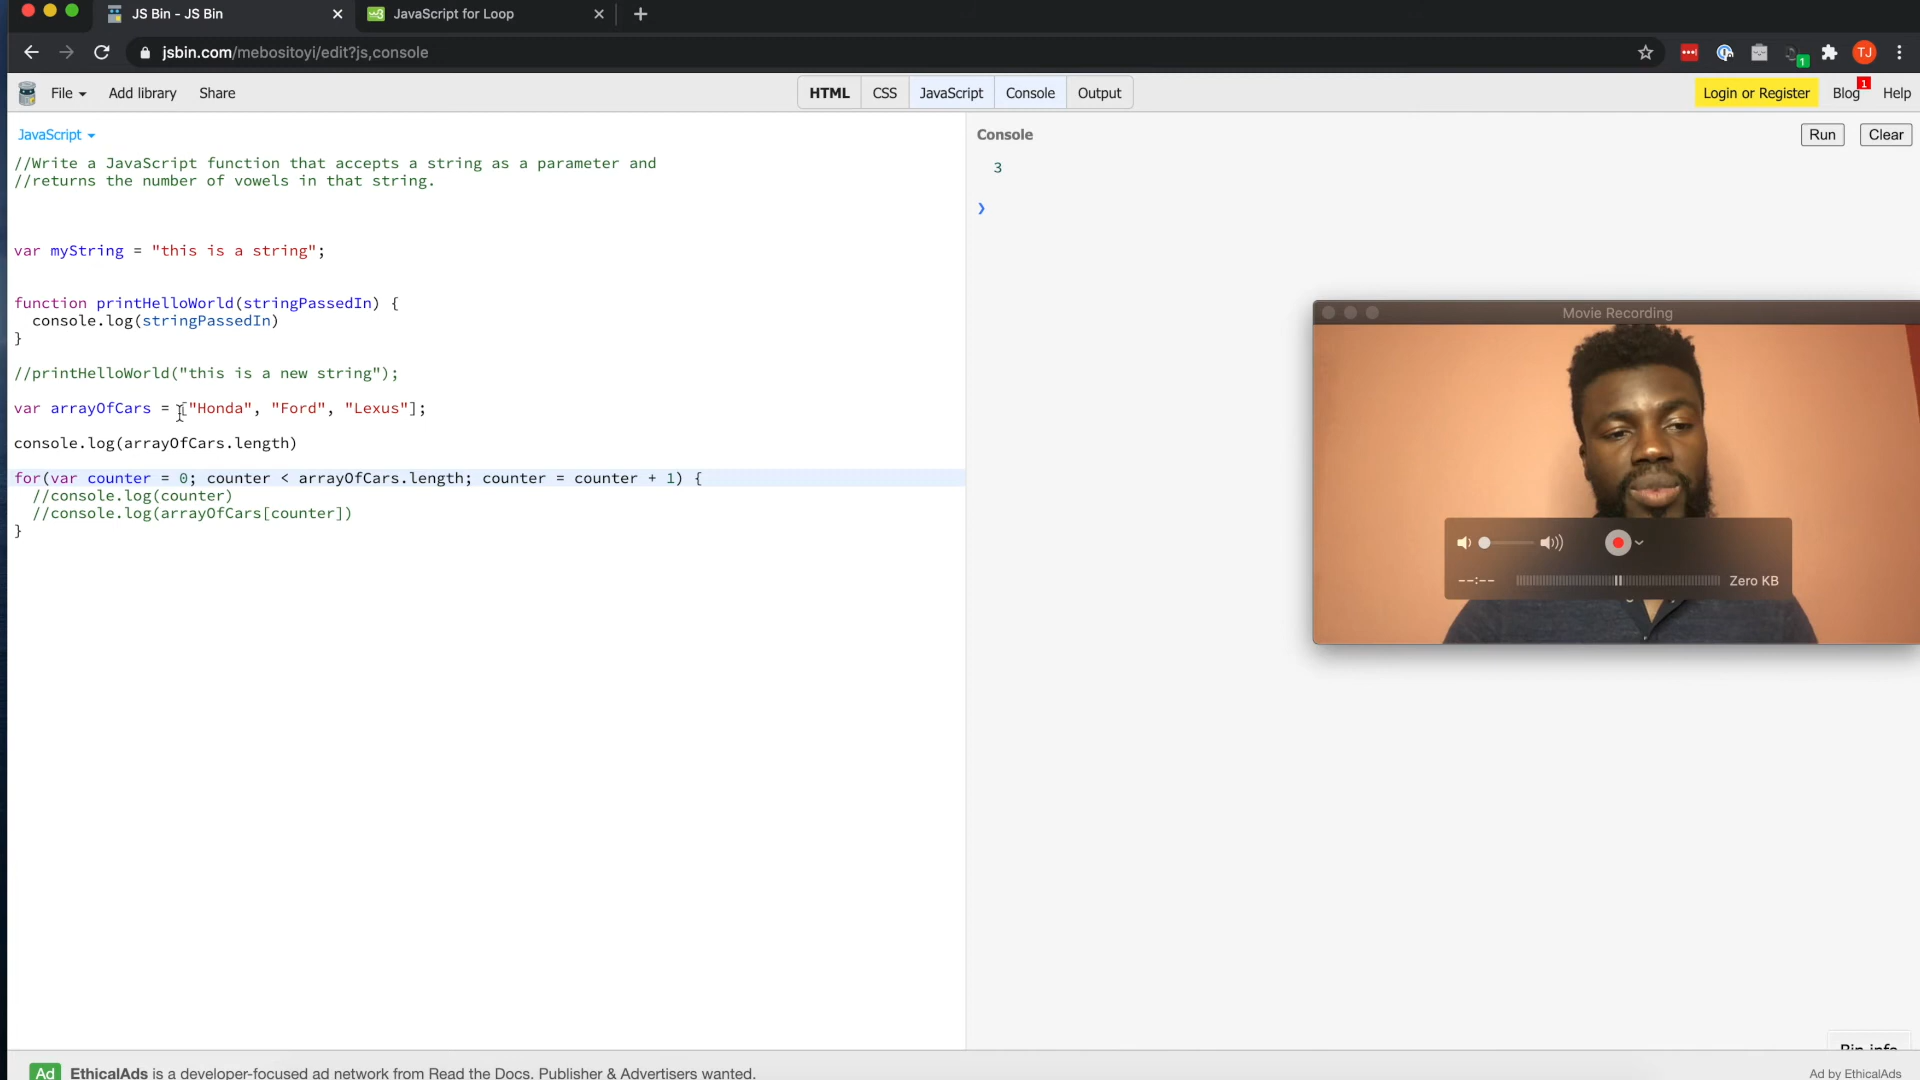 JS Bin - JS Bin
JavaScript for Loop
jsbin.com/mebositoyi/edit?js,console
1
TJ
File
Add library
Share
HTML
CSS
JavaScript
Console
Output
Login or Register
Blog
1
Help
JavaScript
Console
Run
Clear
//Write a JavaScript function that accepts a string as a parameter and
//returns the number of vowels in that string.
var myString = "this is a string";
function printHelloWorld(stringPassedIn) {
console.log(stringPassedIn)
}
//printHelloWorld("this is a new string");
var arrayOfCars = ["Honda", "Ford", "Lexus"];
console.log(arrayOfCars.length)
for(var counter = 0; counter < arrayOfCars.length; counter = counter + 1) {
//console.log(counter)
//console.log(arrayOfCars[counter])
}
3
Movie Recording
--:--
Zero KB
Bin info
Ad
EthicalAds is a developer-focused ad network from Read the Docs. Publisher & Advertisers wanted.
Ad by EthicalAds